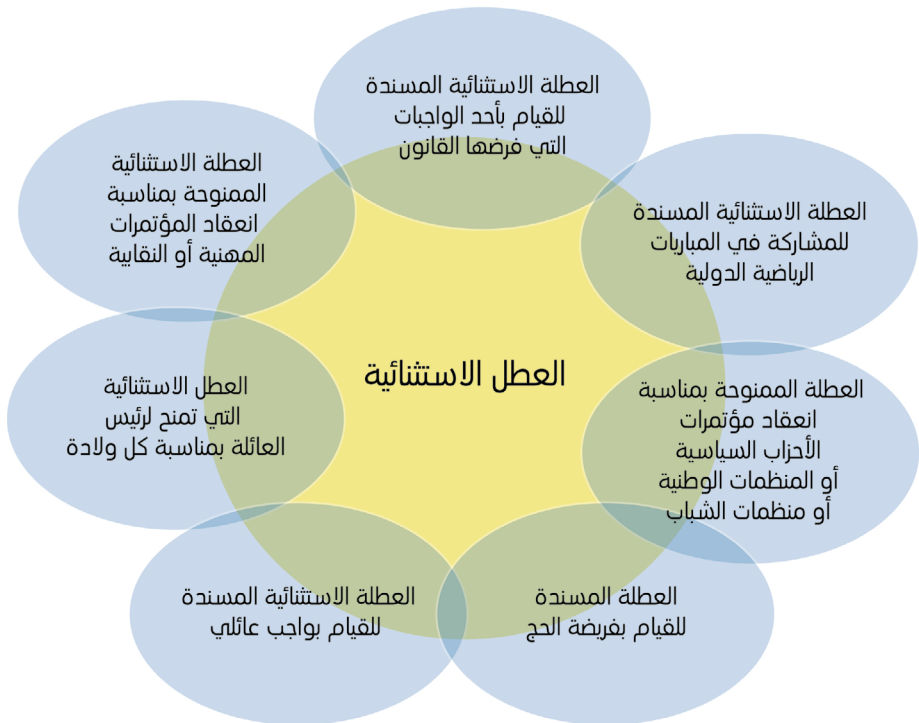 العطلة الاستثنائية المسندة
للقيام بأحد الواجبات
التي فرضها القانون
العطلة الاستثنائية المسندة
للمشاركة في المباريات
الرياضية الدولية
العطلة الممنوحة بمناسبة
انعقاد مؤتمرات
الأحزاب السياسية
أو المنظمات الوطنية
أو منظمات الشباب
العطلة المسندة
للقيام بفريضة الحج
العطلة الاستثنائية المسندة
للقيام بواجب عائلي
العطل الاستثنائية
التي تمنح لرئيس
العائلة بمناسبة كل ولادة
العطلة الاستثنائية
الممنوحة بمناسبة
انعقاد المؤتمرات
المهنية أو النقابية
العطل الاستثنائية